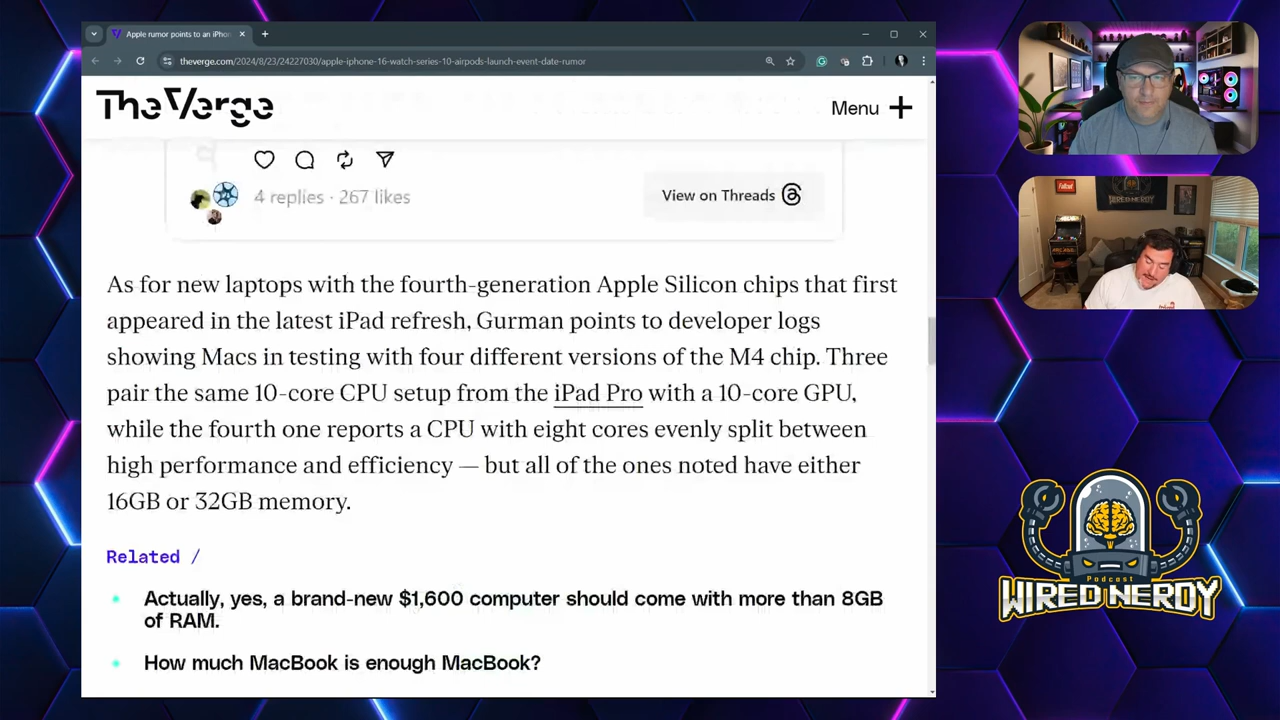 Apple rumor points to an iPhon
theverge.com/2024/8/23/24227030/apple-iphone-16-watch-series-10-airpods-launch-event-date-rumor
TheVerge
Menu
4 replies · 267 likes
View on Threads
As for new laptops with the fourth-generation Apple Silicon chips that first
appeared in the latest iPad refresh, Gurman points to developer logs
showing Macs in testing with four different versions of the M4 chip. Three
pair the same 10-core CPU setup from the iPad Pro with a 10-core GPU,
while the fourth one reports a CPU with eight cores evenly split between
high performance and efficiency — but all of the ones noted have either
16GB or 32GB memory.
Related /
Actually, yes, a brand-new $1,600 computer should come with more than 8GB
of RAM.
How much MacBook is enough MacBook?
Fallout
WIRED NERDY
ARCADE
Podcast
WIRED NERDY